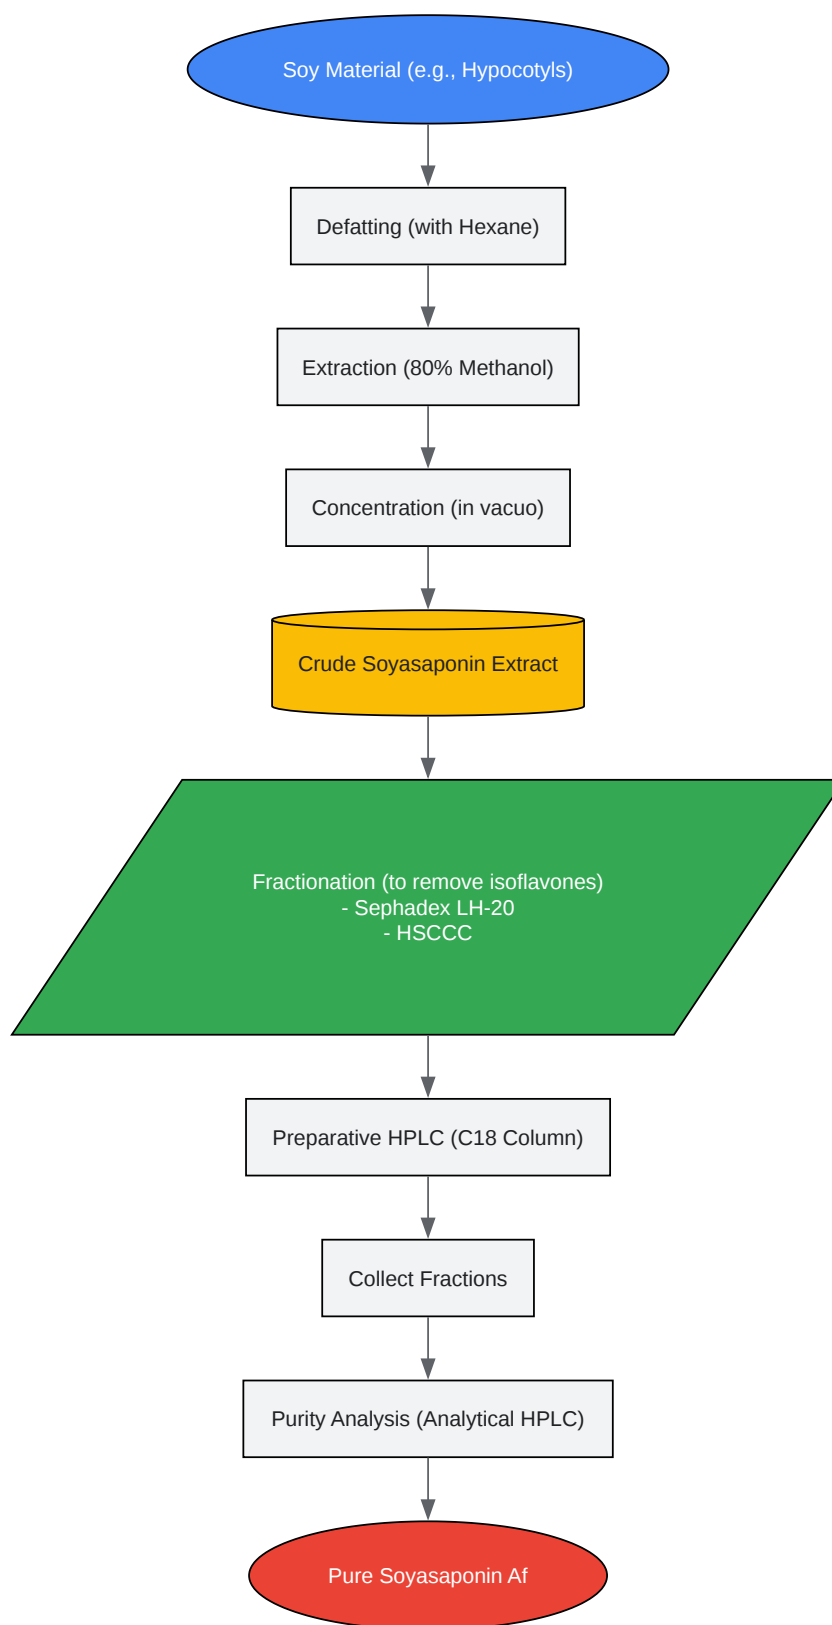 Soy Material (e.g., Hypocotyls)
Defatting (with Hexane)
Extraction (80% Methanol)
Concentration (in vacuo)
Crude Soyasaponin Extract
Fractionation (to remove isoflavones)
- Sephadex LH-20
- HSCCC
Preparative HPLC (C18 Column)
Collect Fractions
Purity Analysis (Analytical HPLC)
Pure Soyasaponin Af